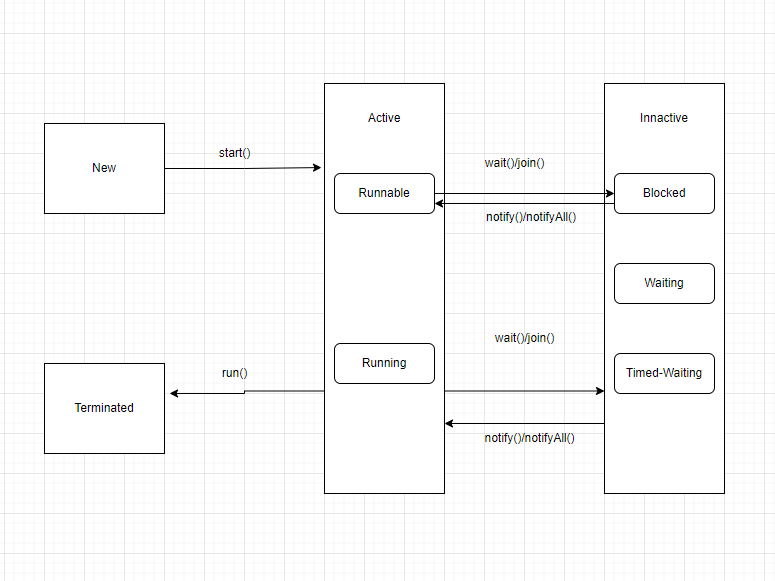 Active
Innactive
New
start()
wait()/join()
Runnable
Blocked
notify()/notifyAll()
Waiting
wait()/join()
Running
Timed-Waiting
run()
Terminated
notify()/notifyAll()